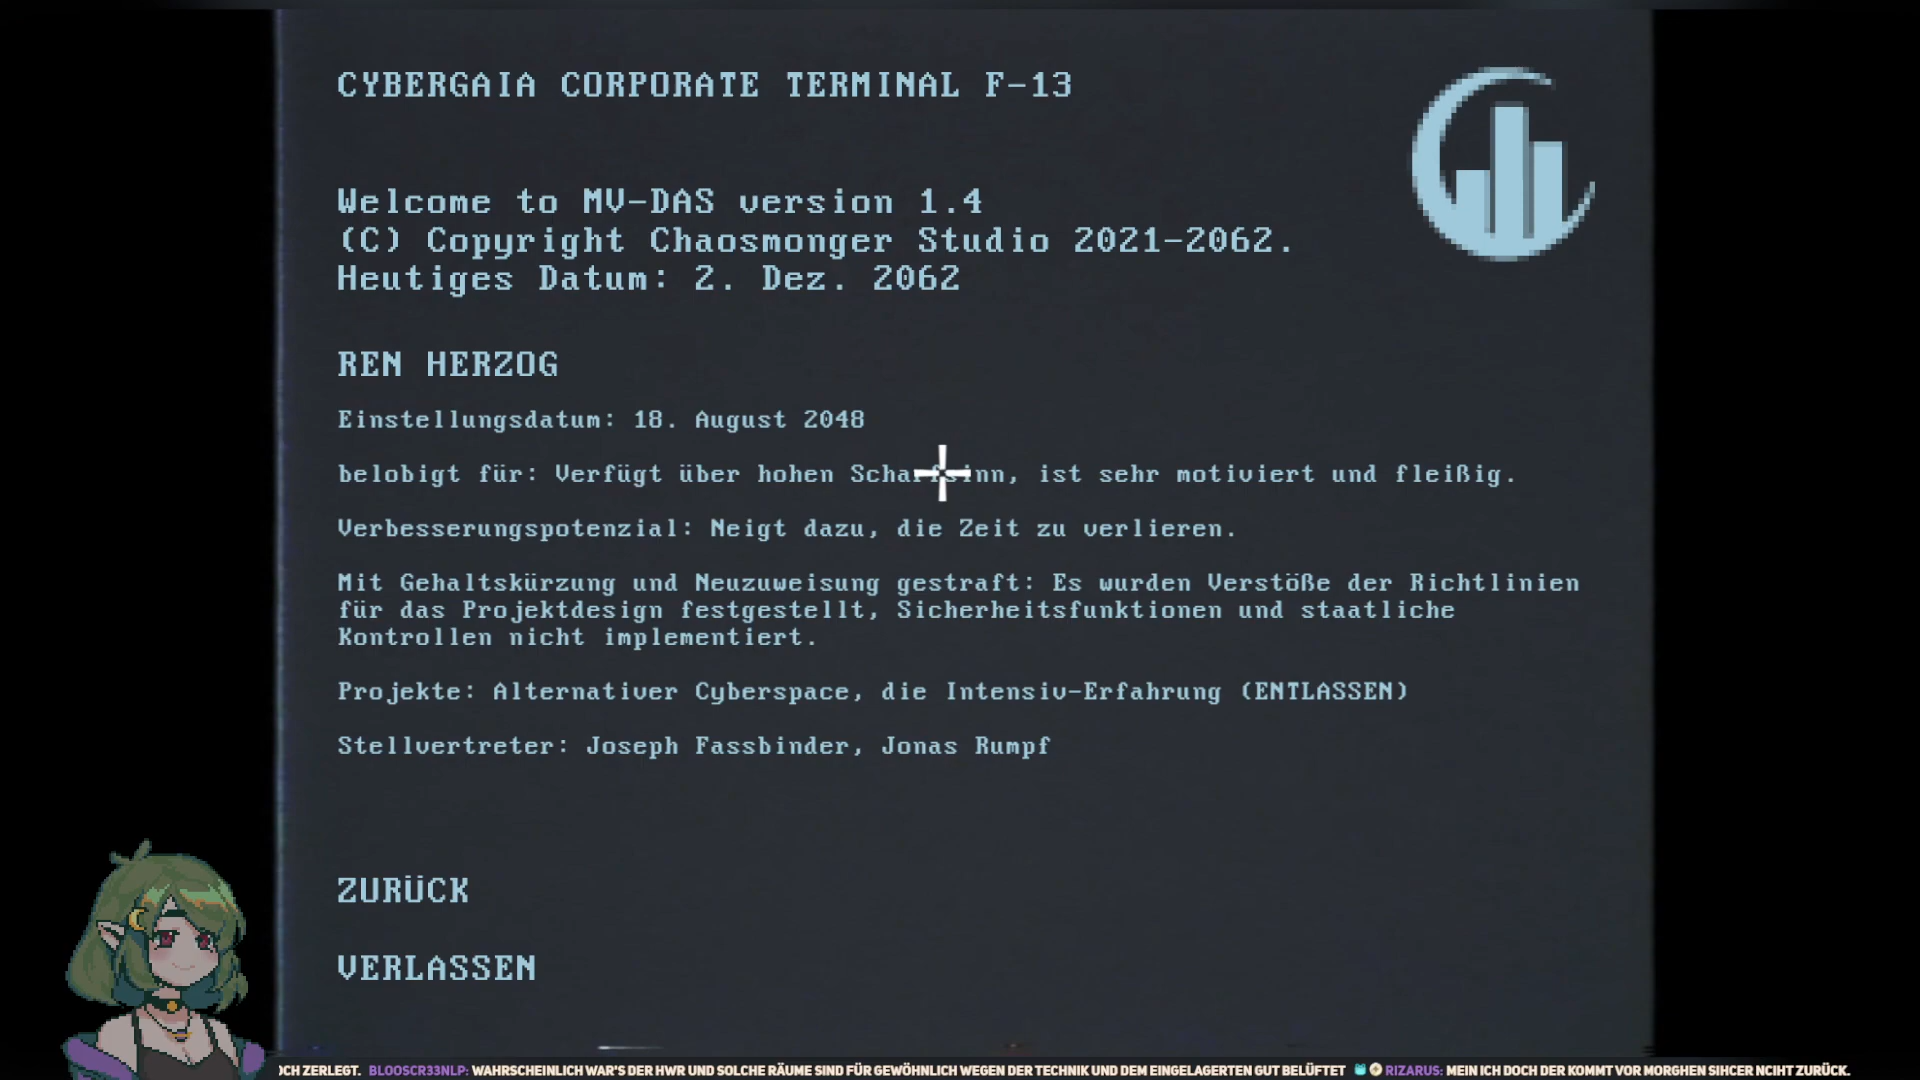 CYBERGAIA CORPORATE TERMINAL F-13
Welcome to MV-DAS version 1.4
(C) Copyright Chaosmonger Studio 2021-2062.
Heutiges Datum: 2. Dez. 2062
REN HERZOG
Einstellungsdatum: 18. August 2048
belobigt für: Verfügt über hohen Scharfsinn, ist sehr motiviert und fleißig.
Verbesserungspotenzial: Neigt dazu, die Zeit zu verlieren.
Mit Gehaltskürzung und Neuzuweisung gestraft: Es wurden Verstöße der Richtlinien
für das Projektdesign festgestellt, Sicherheitsfunktionen und staatliche
Kontrollen nicht implementiert.
Projekte: Alternativer Cyberspace, die Intensiv-Erfahrung (ENTLASSEN)
Stellvertreter: Joseph Fassbinder, Jonas Rumpf
ZURÜCK
VERLASSEN
OCH ZERLEGT. BLOOSCR33NLP: WAHRSCHEINLICH WAR'S DER HWR UND SOLCHE RÄUME SIND FÜR GEWÖHNLICH WEGEN DER TECHNIK UND DEM EINGELAGERTEN GUT BELÜFTET RIZARUS: MEIN ICH DOCH DER KOMMT VOR MORGHEN SIHCER NCIHT ZURÜCK.